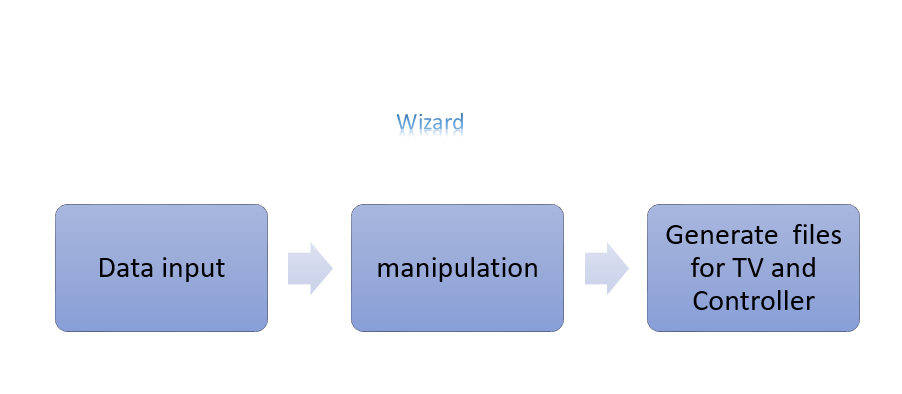 Wizard
Data input
manipulation
Generate  files
for TV and
Controller